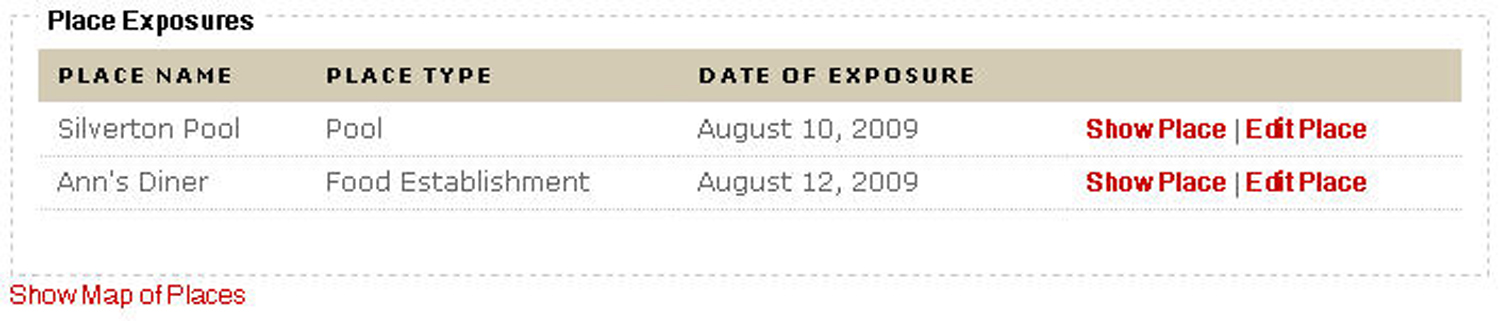 Place Exposures
PLACE NAME PLACE TYPE DATE OF EXPOSURE
Silverton Pool Pool August 10, 2009 Show Place | Edit Place
Ann's Diner Food Establishment August 12, 2009 Show Place | Edit Place
Show Map of Places